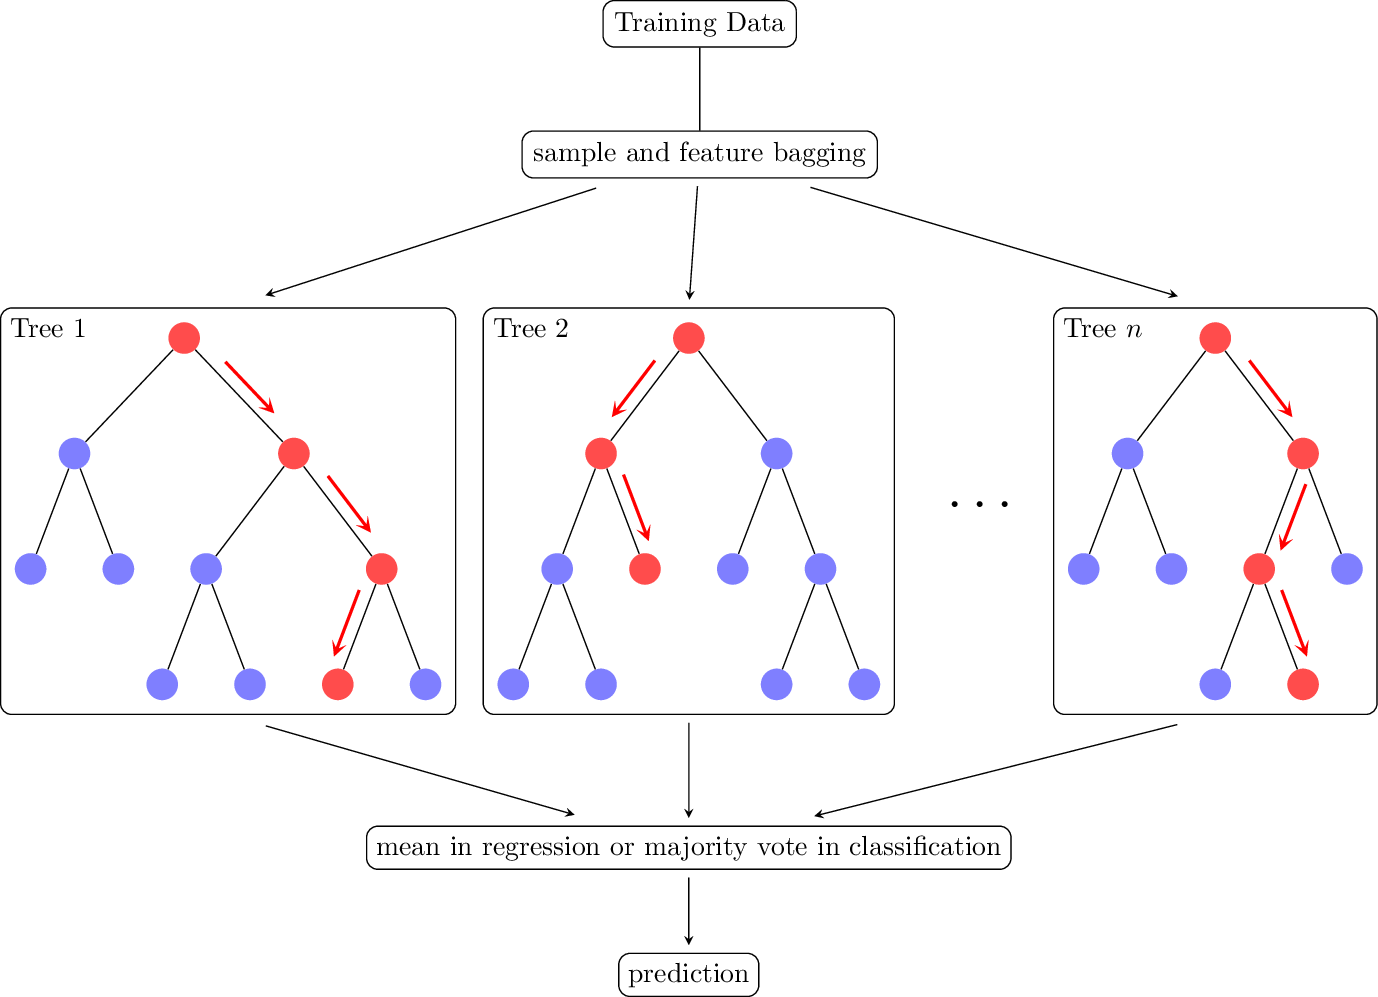 Training Data
sample and feature bagging
Tree 1
Tree 2
Tree n
. . .
mean in regression or majority vote in classification
prediction